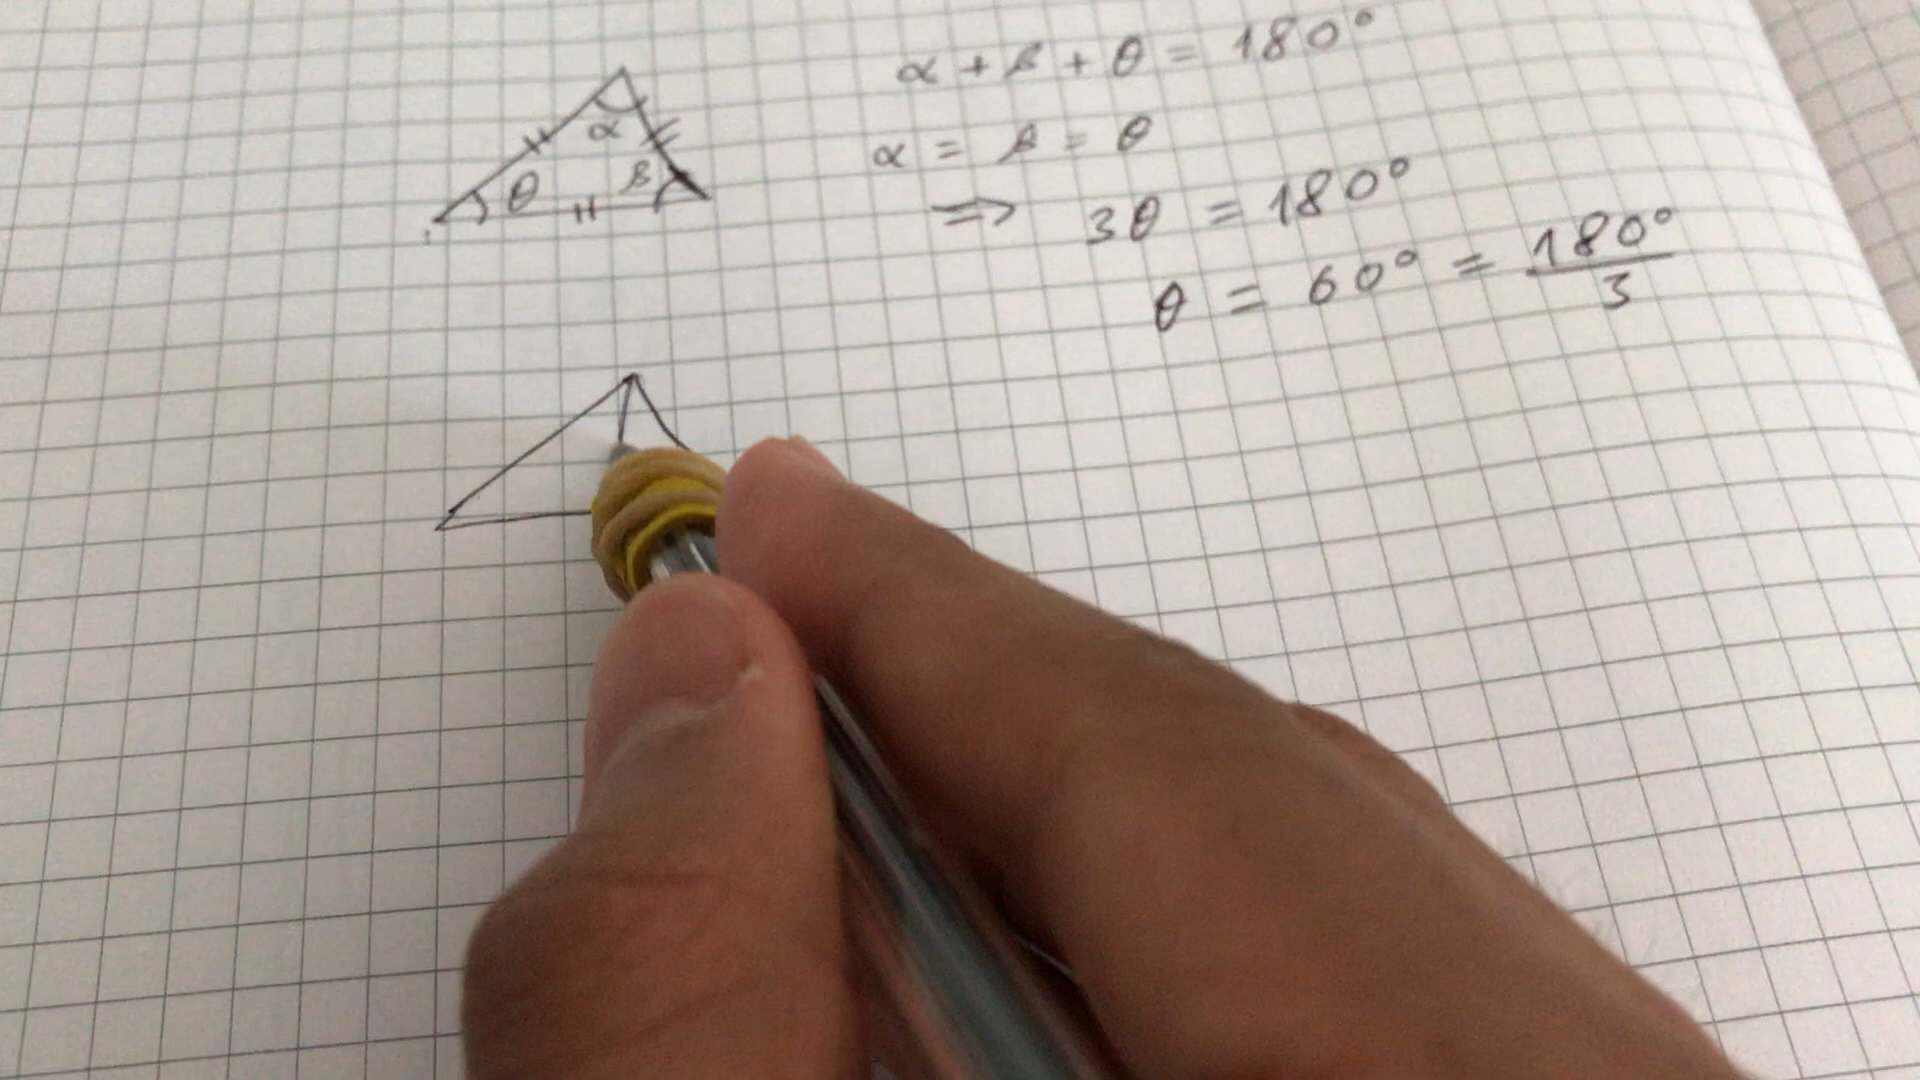 α + β + θ = 180°
α = β = θ
=> 3θ = 180°
θ = 60° = 180°/3
α
θ
β